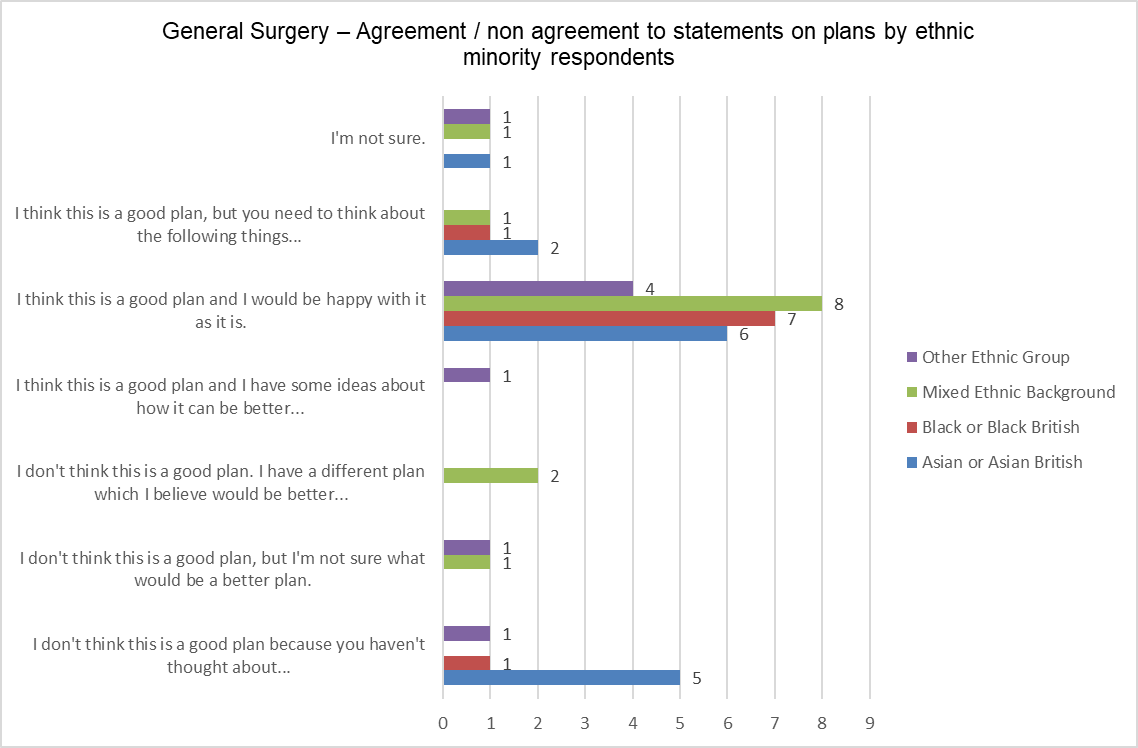 General Surgery – Agreement / non agreement to statements on plans by ethnic
minority respondents
I'm not sure.
1
1
1
I think this is a good plan, but you need to think about
the following things...
1
1
2
I think this is a good plan and I would be happy with it
as it is.
4
8
7
6
I think this is a good plan and I have some ideas about
how it can be better...
1
I don't think this is a good plan. I have a different plan
which I believe would be better...
2
I don't think this is a good plan, but I'm not sure what
would be a better plan.
1
1
I don't think this is a good plan because you haven't
thought about...
1
1
5
0 1 2 3 4 5 6 7 8 9
Other Ethnic Group
Mixed Ethnic Background
Black or Black British
Asian or Asian British